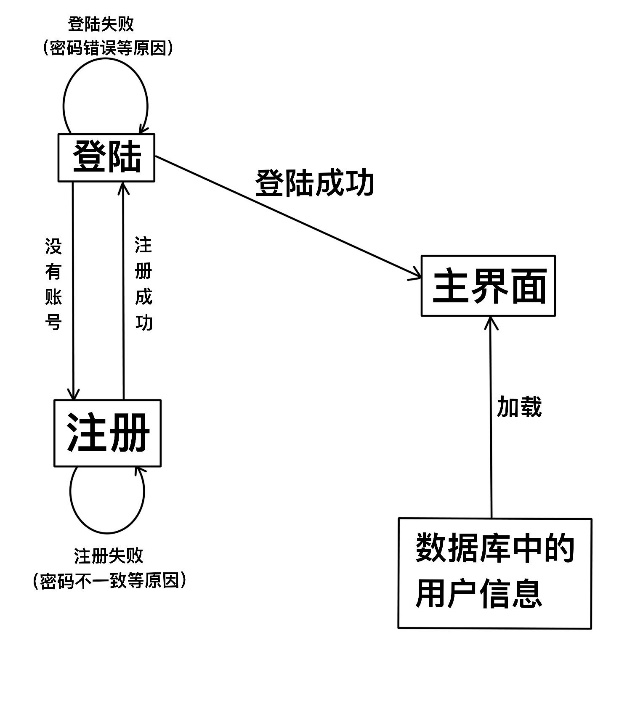 登陆失败
（密码错误等原因）
登陆
登陆成功
没有账号
注册成功
主界面
加载
注册
数据库中的
用户信息
注册失败
（密码不一致等原因）